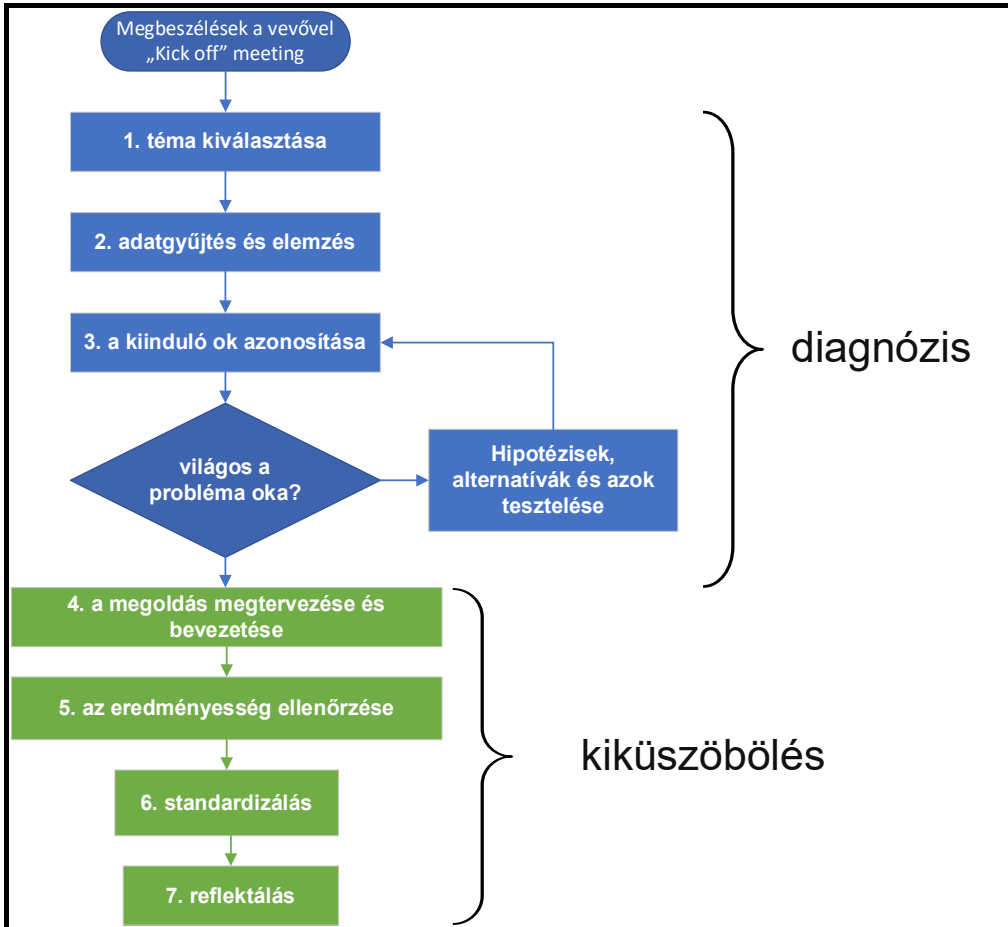 Megbeszélések a vevővel
„Kick off” meeting
1. téma kiválasztása
2. adatgyűjtés és elemzés
3. a kiinduló ok azonosítása
világos a
probléma oka?
Hipotézisek,
alternatívák és azok
tesztelése
diagnózis
4. a megoldás megtervezése és
bevezetése
5. az eredményesség ellenőrzése
6. standardizálás
7. reflektálás
kiküszöbölés